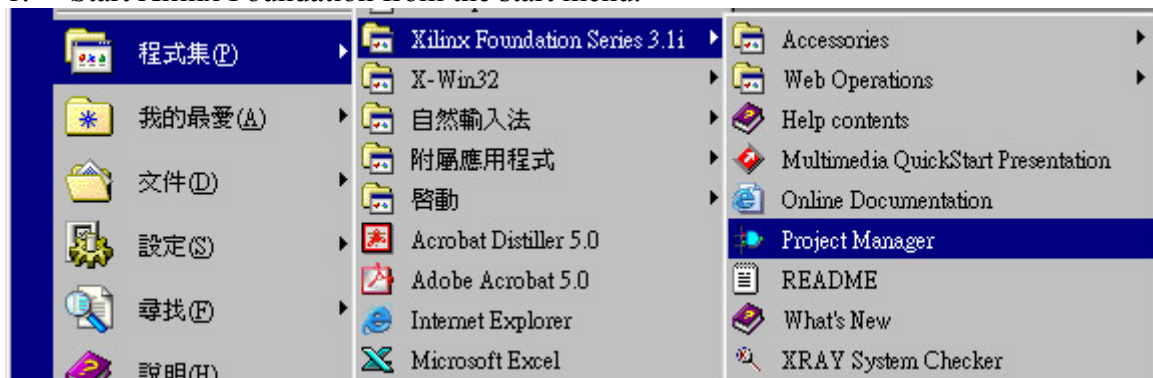 Start Xilinx Foundation from the start menu.
程式集(P)
我的最愛(A)
文件(D)
設定(S)
尋找(F)
說明(H)
Xilinx Foundation Series 3.1i
X-Win32
自然輸入法
附屬應用程式
啓動
Acrobat Distiller 5.0
Adobe Acrobat 5.0
Internet Explorer
Microsoft Excel
Accessories
Web Operations
Help contents
Multimedia QuickStart Presentation
Online Documentation
Project Manager
README
What's New
XRAY System Checker